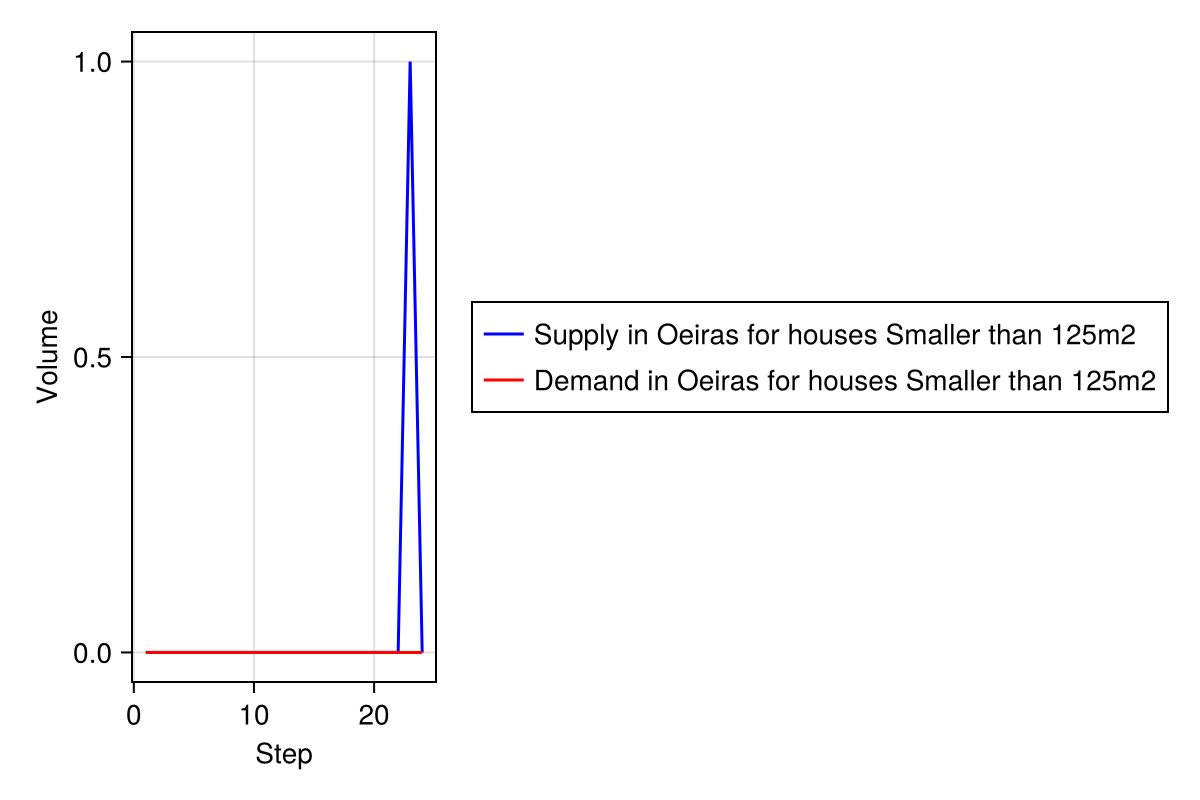 1.0
0.5
0.0
Volume
0
10
20
Step
Supply in Oeiras for houses Smaller than 125m2
Demand in Oeiras for houses Smaller than 125m2